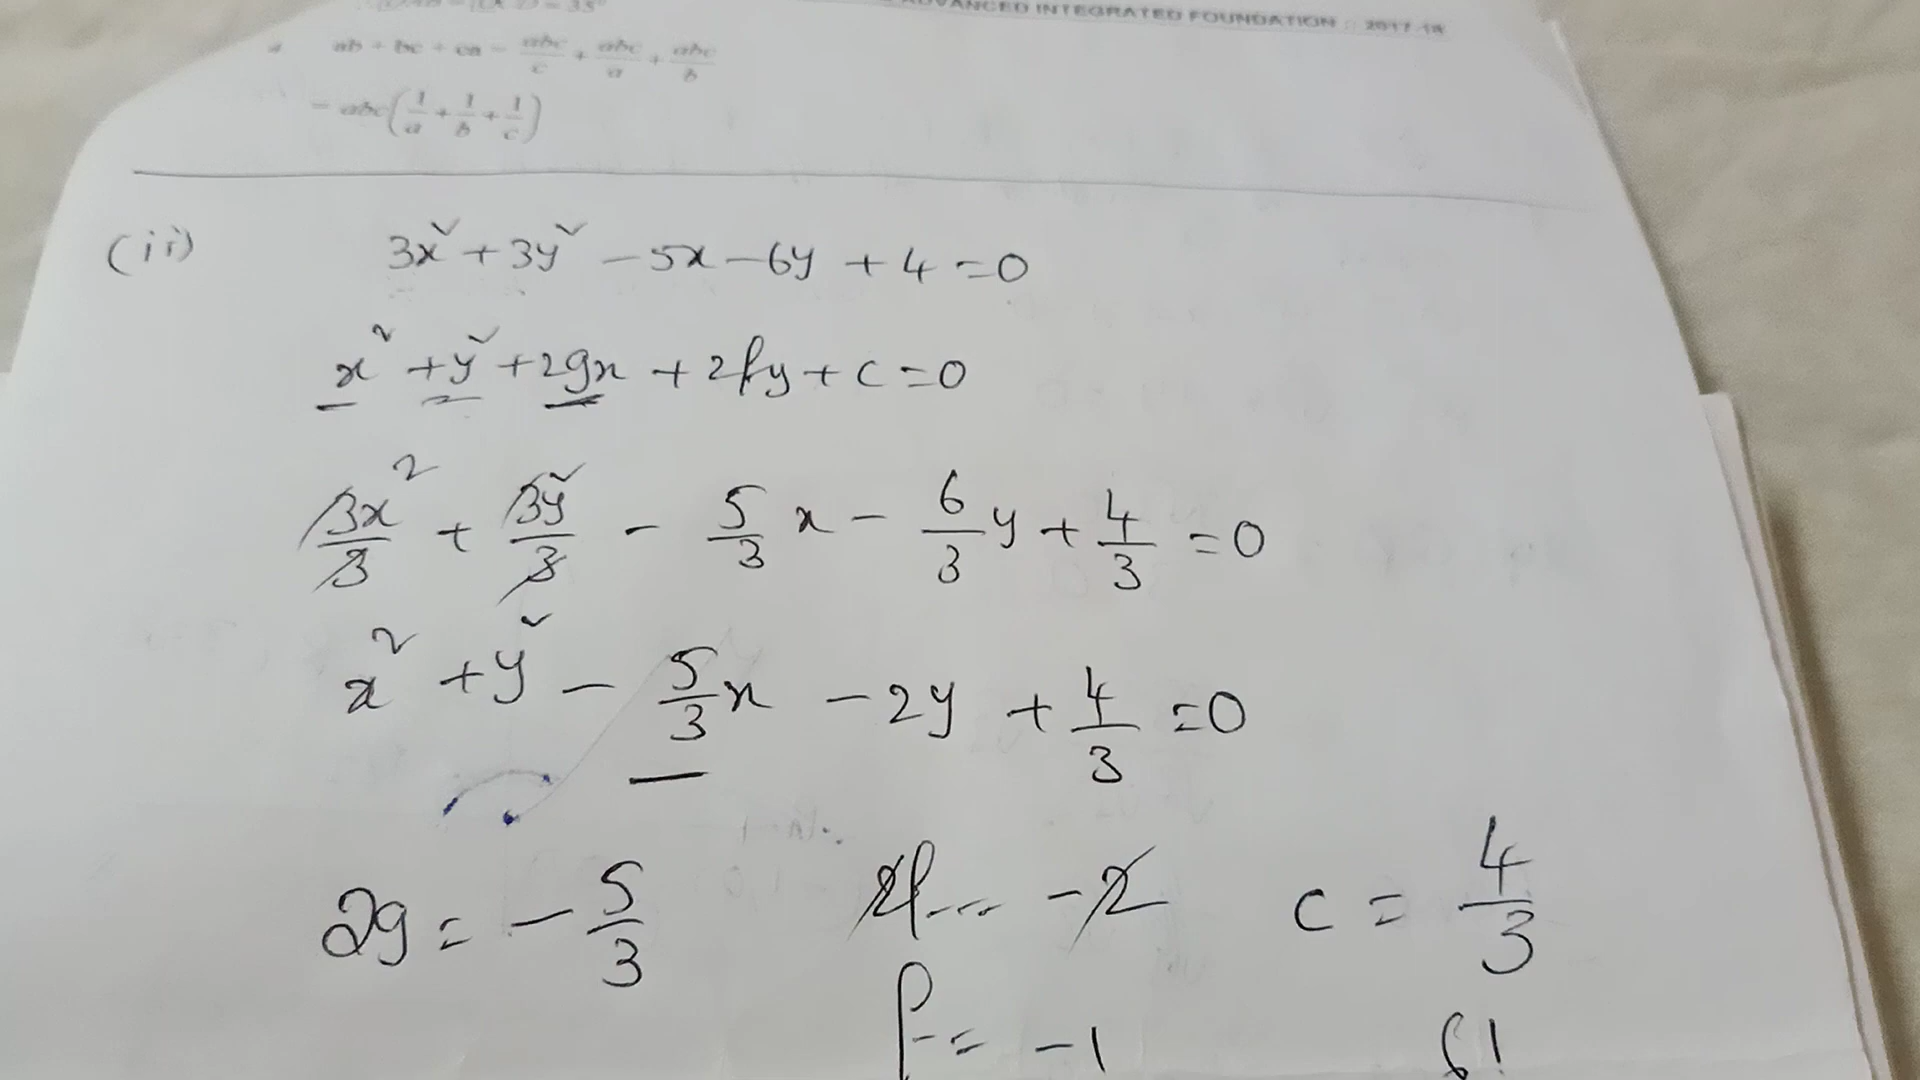 ADVANCED INTEGRATED FOUNDATION :: 2017-18
ab + bc + ca = abc/c + abc/a + abc/b
= abc(1/a + 1/b + 1/c)
(ii) 3x² + 3y² - 5x - 6y + 4 = 0
x² + y² + 2gx + 2fy + c = 0
3x²/3 + 3y²/3 - 5/3 x - 6/3 y + 4/3 = 0
x² + y² - 5/3 x - 2y + 4/3 = 0
2g = - 5/3 2f = - 2 c = 4/3
f = - 1